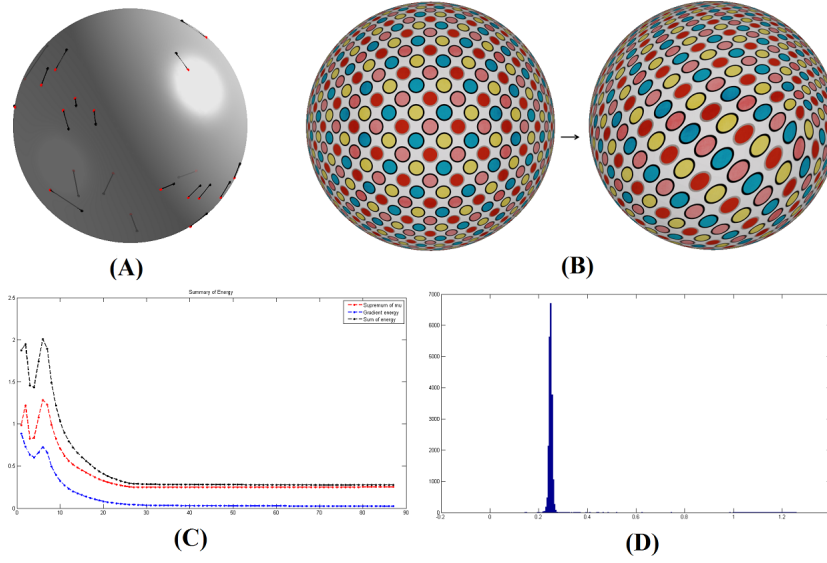 (A)
(B)
Summary of Energy
2.5
2
1.5
1
0.5
0
0 10 20 30 40 50 60 70 80 90
Supremum of mu
Gradient energy
Sum of energy
(C)
7000
6000
5000
4000
3000
2000
1000
0
-0.2 0 0.2 0.4 0.6 0.8 1 1.2
(D)